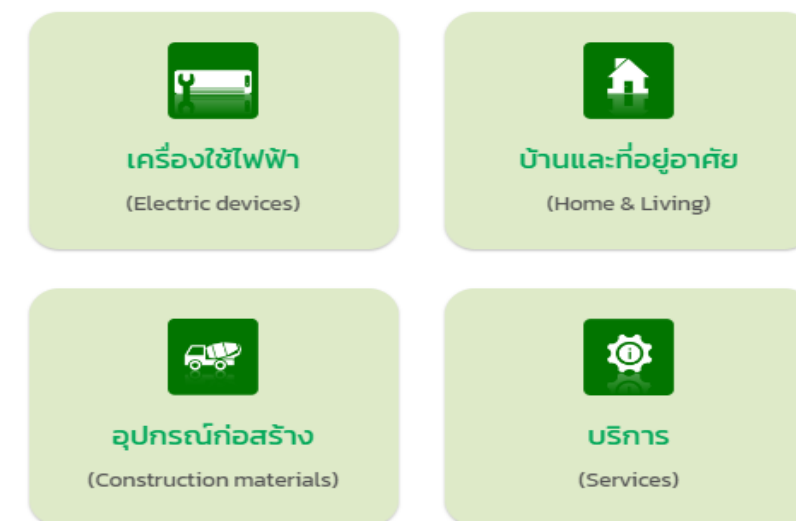 เครื่องใช้ไฟฟ้า
(Electric devices)
บ้านและที่อยู่อาศัย
(Home & Living)
อุปกรณ์ก่อสร้าง
(Construction materials)
บริการ
(Services)